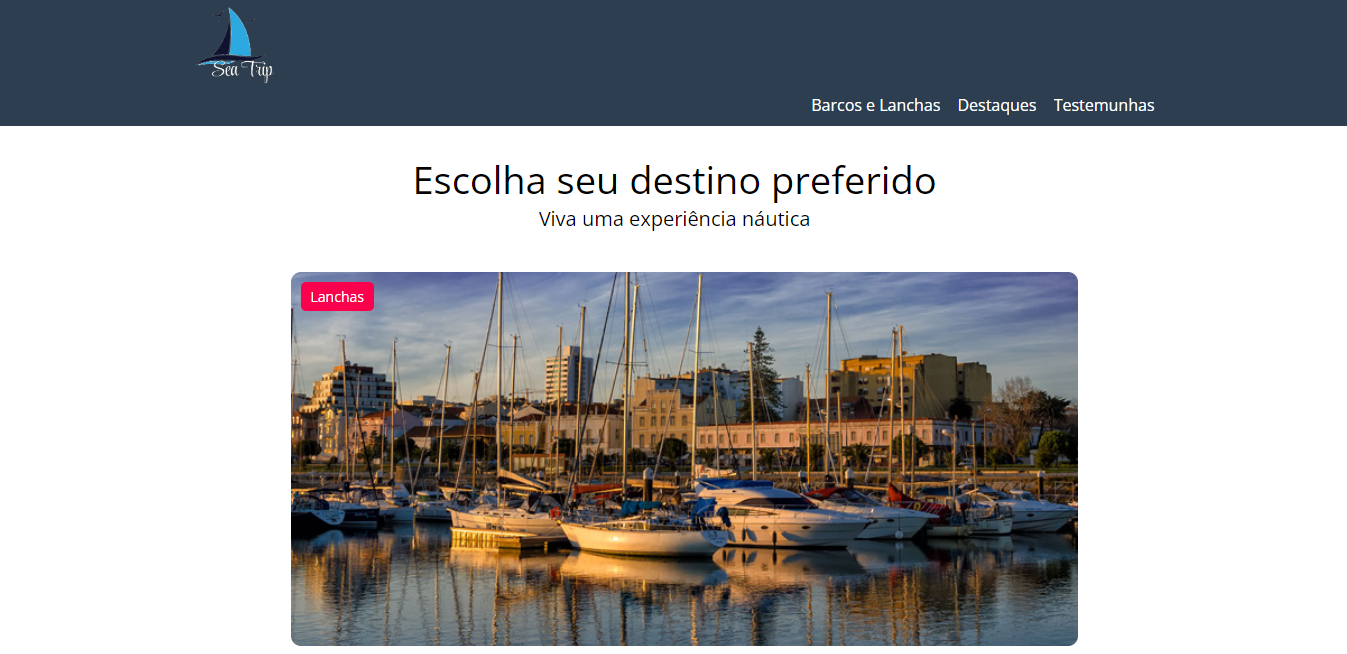 Sea Trip
Barcos e Lanchas Destaques Testemunhas
Escolha seu destino preferido
Viva uma experiência náutica
Lanchas